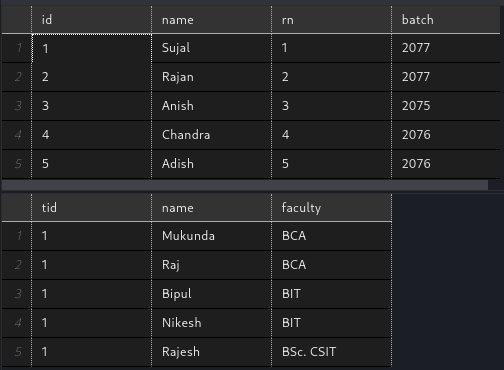 id name rn batch
1 1 Sujal 1 2077
2 2 Rajan 2 2077
3 3 Anish 3 2075
4 4 Chandra 4 2076
5 5 Adish 5 2076
tid name faculty
1 1 Mukunda BCA
2 1 Raj BCA
3 1 Bipul BIT
4 1 Nikesh BIT
5 1 Rajesh BSc. CSIT